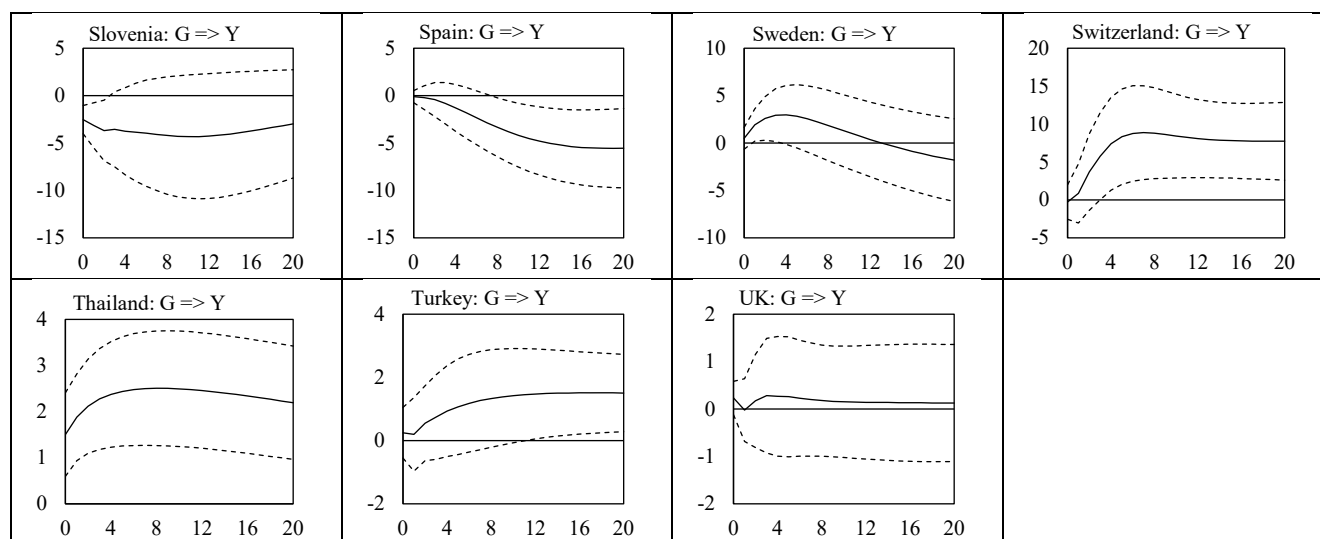 Slovenia: G => Y
5
0
-5
-10
-15
0 4 8 12 16 20
Spain: G => Y
5
0
-5
-10
-15
0 4 8 12 16 20
Sweden: G => Y
10
5
0
-5
-10
0 4 8 12 16 20
Switzerland: G => Y
20
15
10
5
0
-5
0 4 8 12 16 20
Thailand: G => Y
4
3
2
1
0
0 4 8 12 16 20
Turkey: G => Y
4
2
0
-2
0 4 8 12 16 20
UK: G => Y
2
1
0
-1
-2
0 4 8 12 16 20